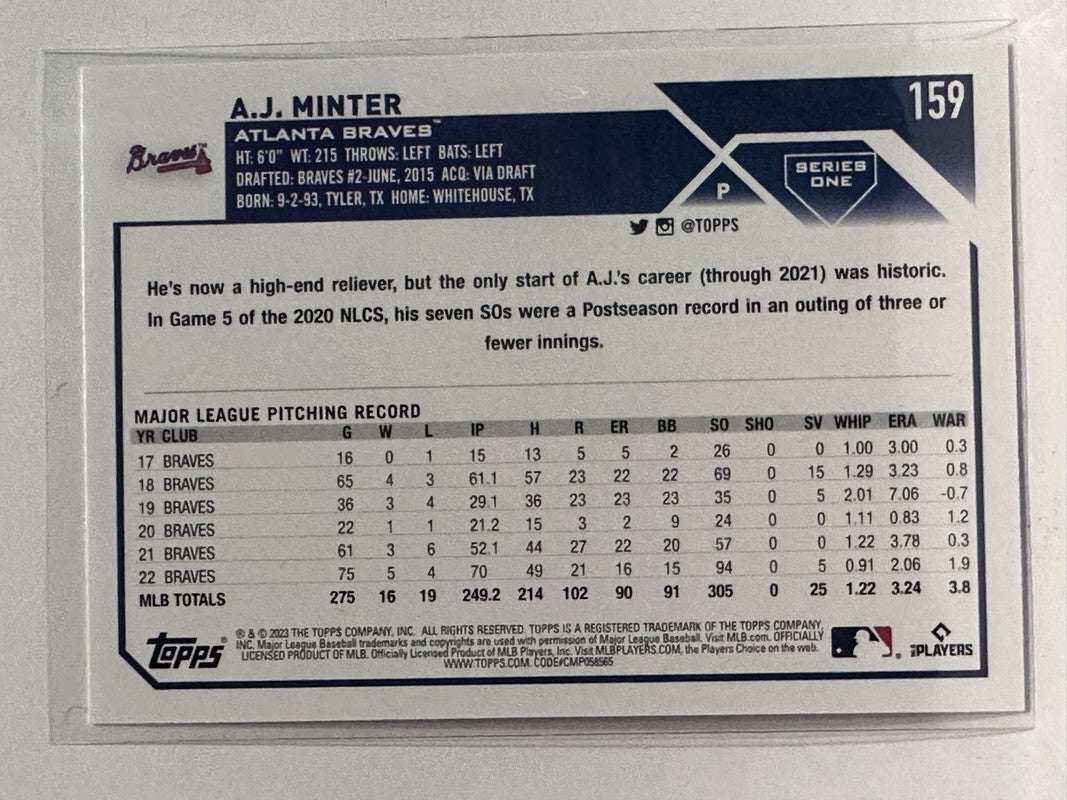 159
A.J. MINTER
Braves
ATLANTA BRAVES™
HT: 6'0" WT: 215 THROWS: LEFT BATS: LEFT
DRAFTED: BRAVES #2-JUNE, 2015 ACQ: VIA DRAFT
BORN: 9-2-93, TYLER, TX HOME: WHITEHOUSE, TX
P
SERIES
ONE
@TOPPS
He's now a high-end reliever, but the only start of A.J.'s career (through 2021) was historic.
In Game 5 of the 2020 NLCS, his seven SOs were a Postseason record in an outing of three or
fewer innings.
MAJOR LEAGUE PITCHING RECORD
YR CLUB G W L IP H R ER BB SO SHO SV WHIP ERA WAR
17 BRAVES 16 0 1 15 13 5 5 2 26 0 0 1.00 3.00 0.3
18 BRAVES 65 4 3 61.1 57 23 22 22 69 0 15 1.29 3.23 0.8
19 BRAVES 36 3 4 29.1 36 23 23 23 35 0 5 2.01 7.06 -0.7
20 BRAVES 22 1 1 21.2 15 3 2 9 24 0 0 1.11 0.83 1.2
21 BRAVES 61 3 6 52.1 44 27 22 20 57 0 0 1.22 3.78 0.3
22 BRAVES 75 5 4 70 49 21 16 15 94 0 5 0.91 2.06 1.9
MLB TOTALS 275 16 19 249.2 214 102 90 91 305 0 25 1.22 3.24 3.8
TOPPS®
® & © 2023 THE TOPPS COMPANY, INC. ALL RIGHTS RESERVED. TOPPS IS A REGISTERED TRADEMARK OF THE TOPPS COMPANY,
INC. Major League Baseball trademarks and copyrights are used with permission of Major League Baseball. Visit MLB.com. OFFICIALLY
LICENSED PRODUCT OF MLB. Officially Licensed Product of MLB Players, Inc. Visit MLBPLAYERS.COM, the Players Choice on the web.
WWW.TOPPS.COM. CODE#CMP058565
MLBPLAYERS